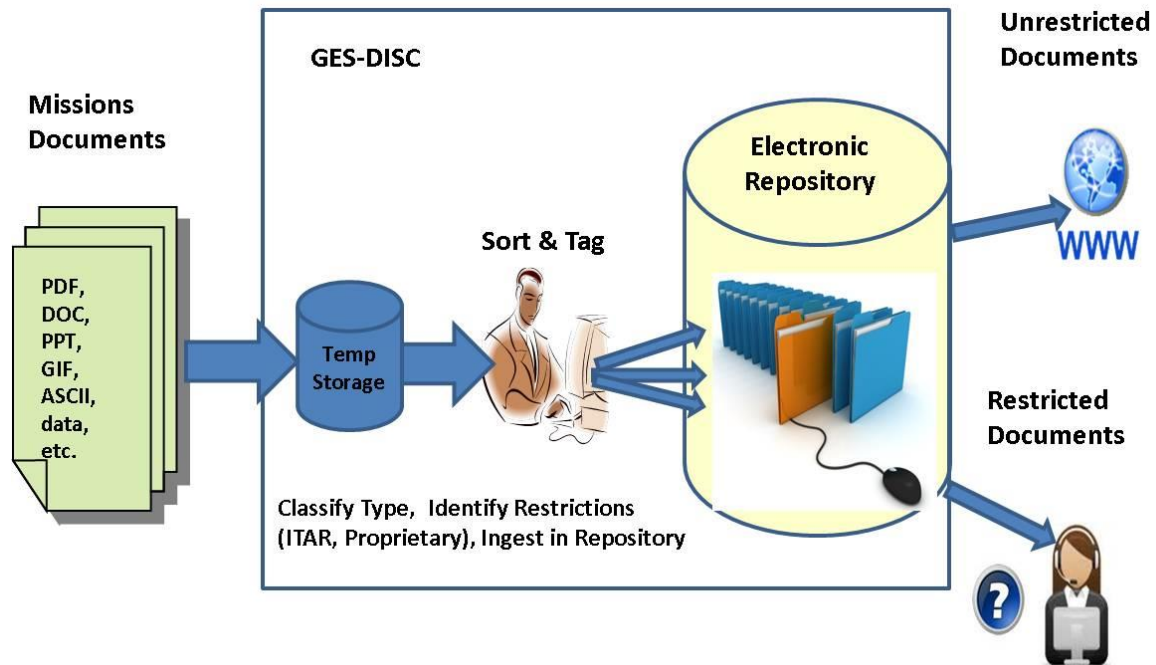 Missions
Documents
PDF,
DOC,
PPT,
GIF,
ASCII,
data,
etc.
GES-DISC
Temp
Storage
Sort & Tag
Classify Type, Identify Restrictions
(ITAR, Proprietary), Ingest in Repository
Electronic
Repository
Unrestricted
Documents
WWW
Restricted
Documents
?